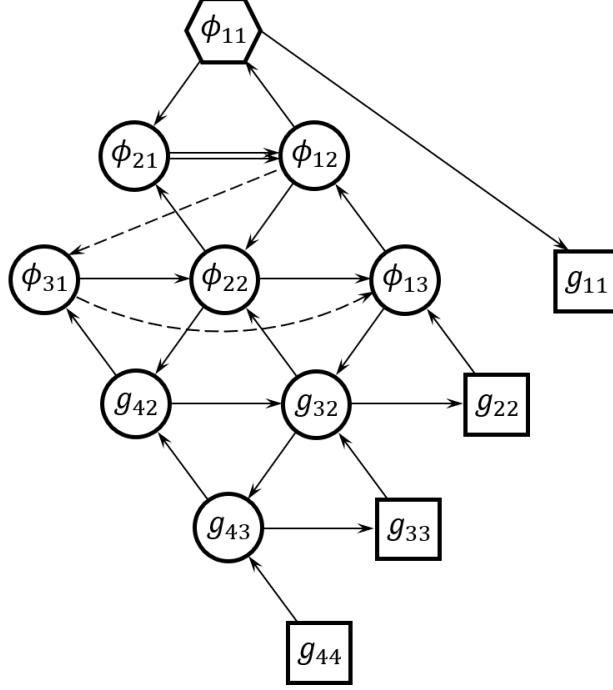 ϕ₁₁
ϕ₂₁ ϕ₁₂
ϕ₃₁ ϕ₂₂ ϕ₁₃ g₁₁
g₄₂ g₃₂ g₂₂
g₄₃ g₃₃
g₄₄